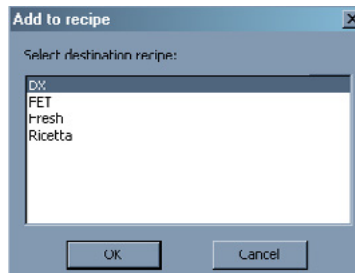 Add to recipe
Select destination recipe:
DX
FET
Fresh
Ricetta
OK
Cancel